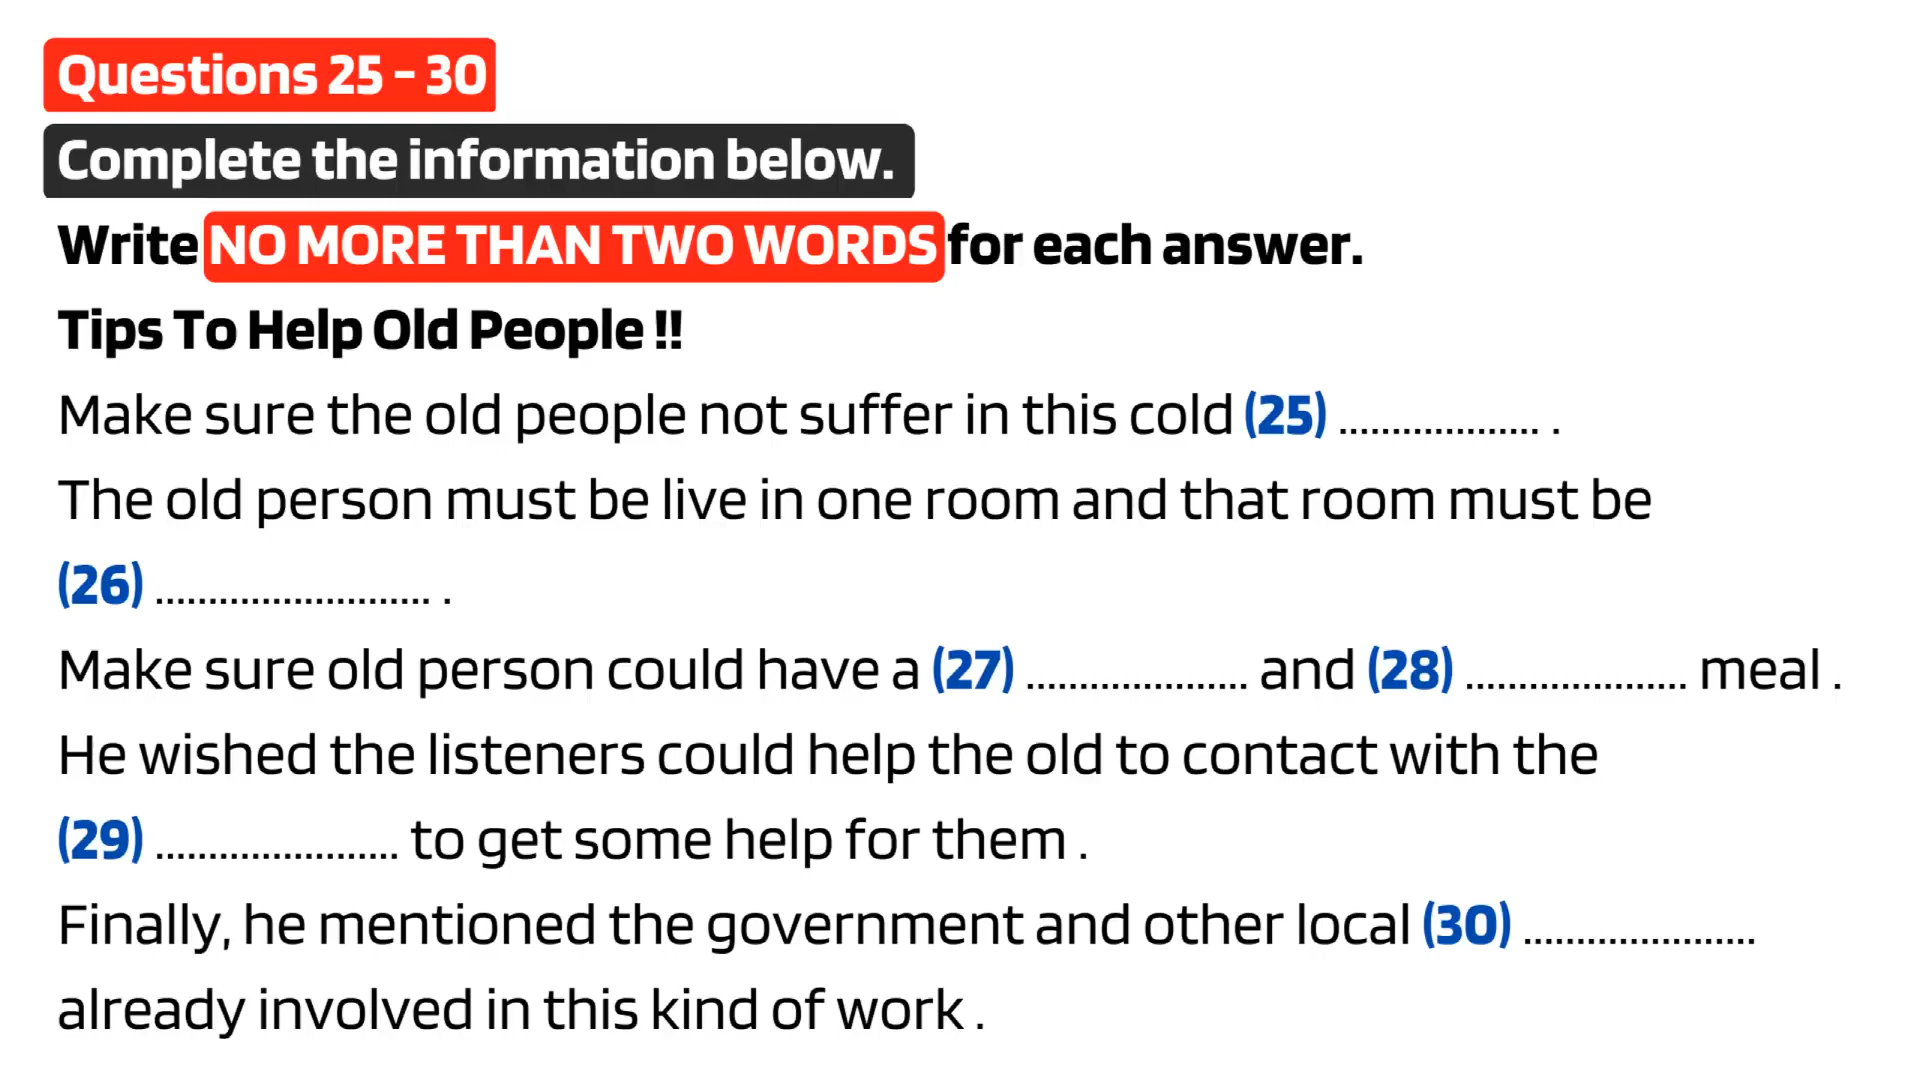 Questions 25 - 30
Complete the information below.
Write NO MORE THAN TWO WORDS for each answer.
Tips To Help Old People !!
Make sure the old people not suffer in this cold (25) ................... .
The old person must be live in one room and that room must be
(26) .......................... .
Make sure old person could have a (27) ..................... and (28) ..................... meal .
He wished the listeners could help the old to contact with the
(29) ....................... to get some help for them .
Finally, he mentioned the government and other local (30) ......................
already involved in this kind of work .